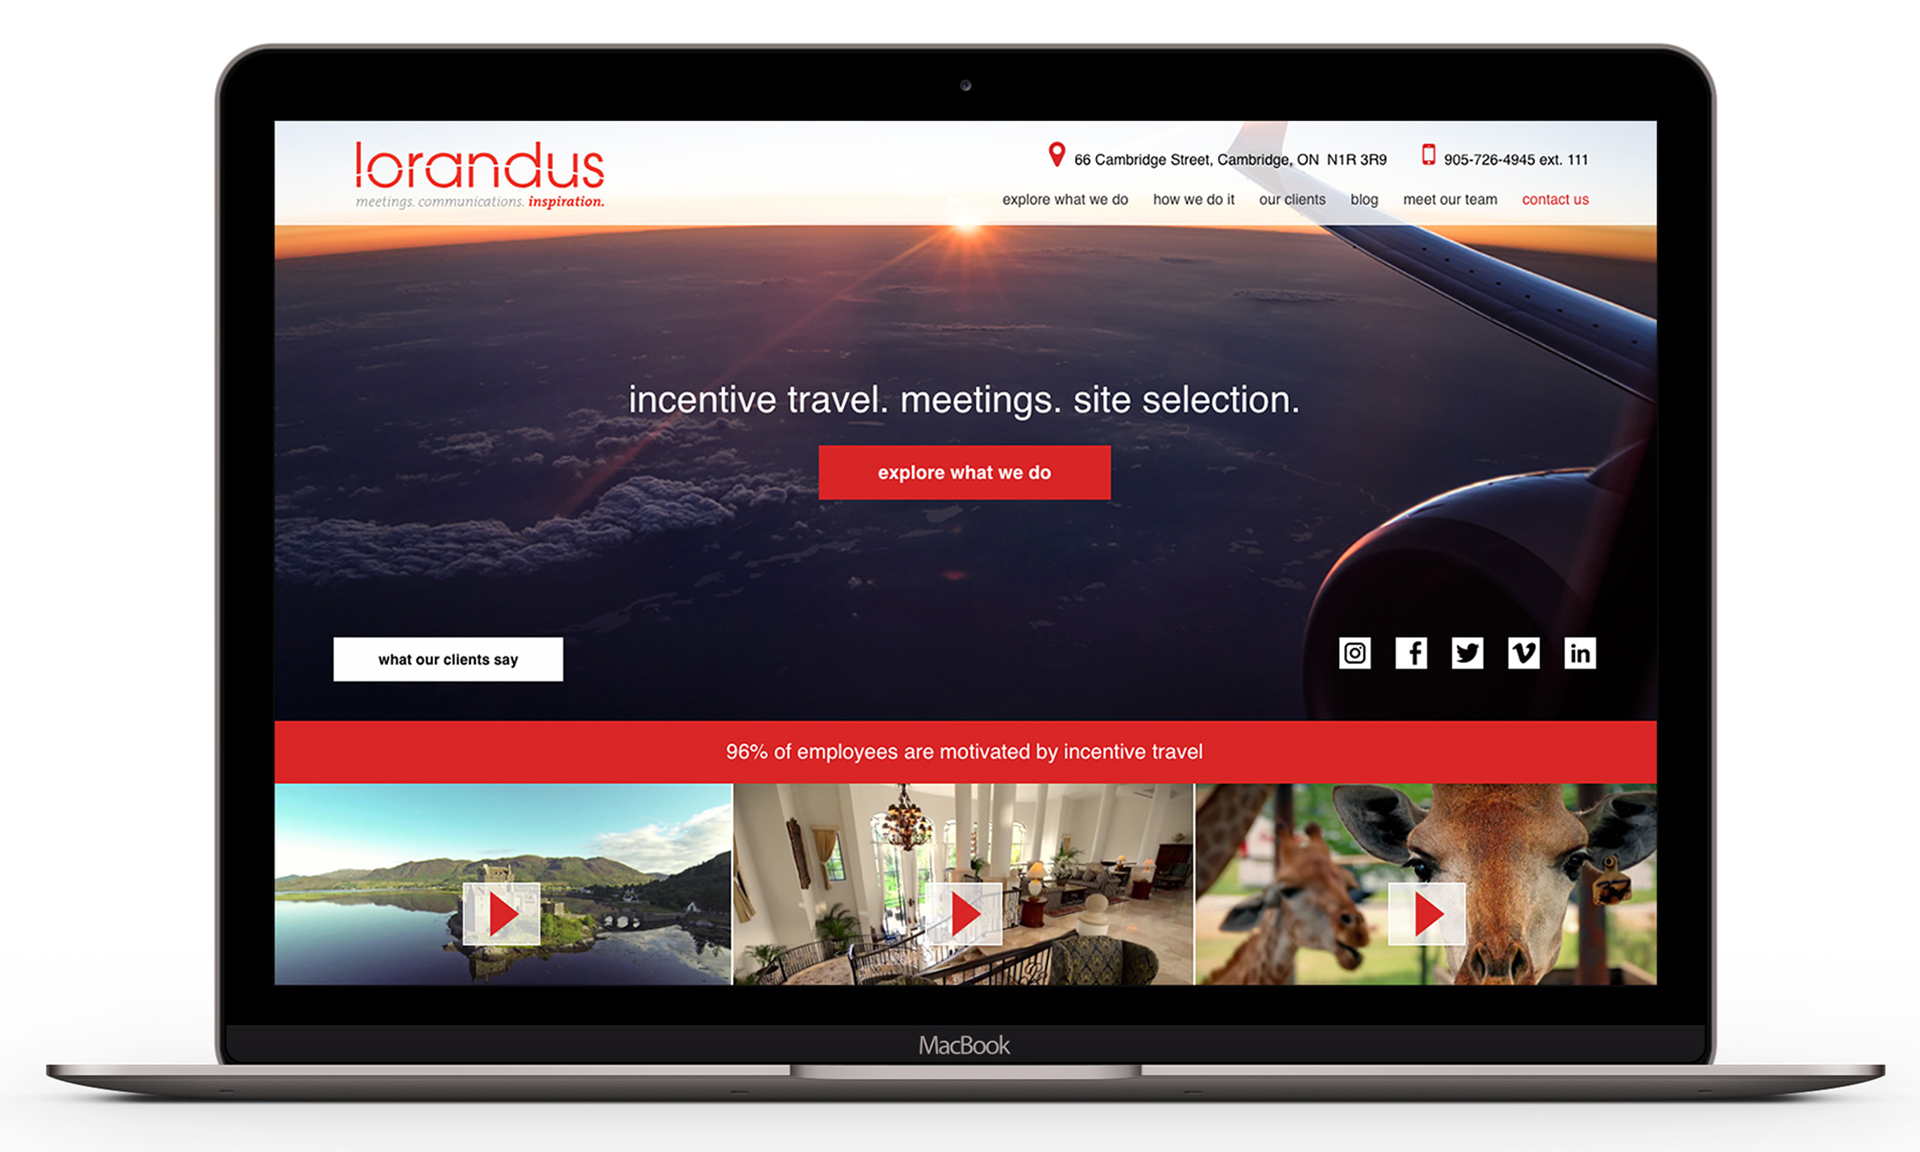 lorandus
meetings. communications. inspiration.
66 Cambridge Street, Cambridge, ON N1R 3R9
905-726-4945 ext. 111
explore what we do how we do it our clients blog meet our team contact us
incentive travel. meetings. site selection.
explore what we do
what our clients say
96% of employees are motivated by incentive travel
MacBook